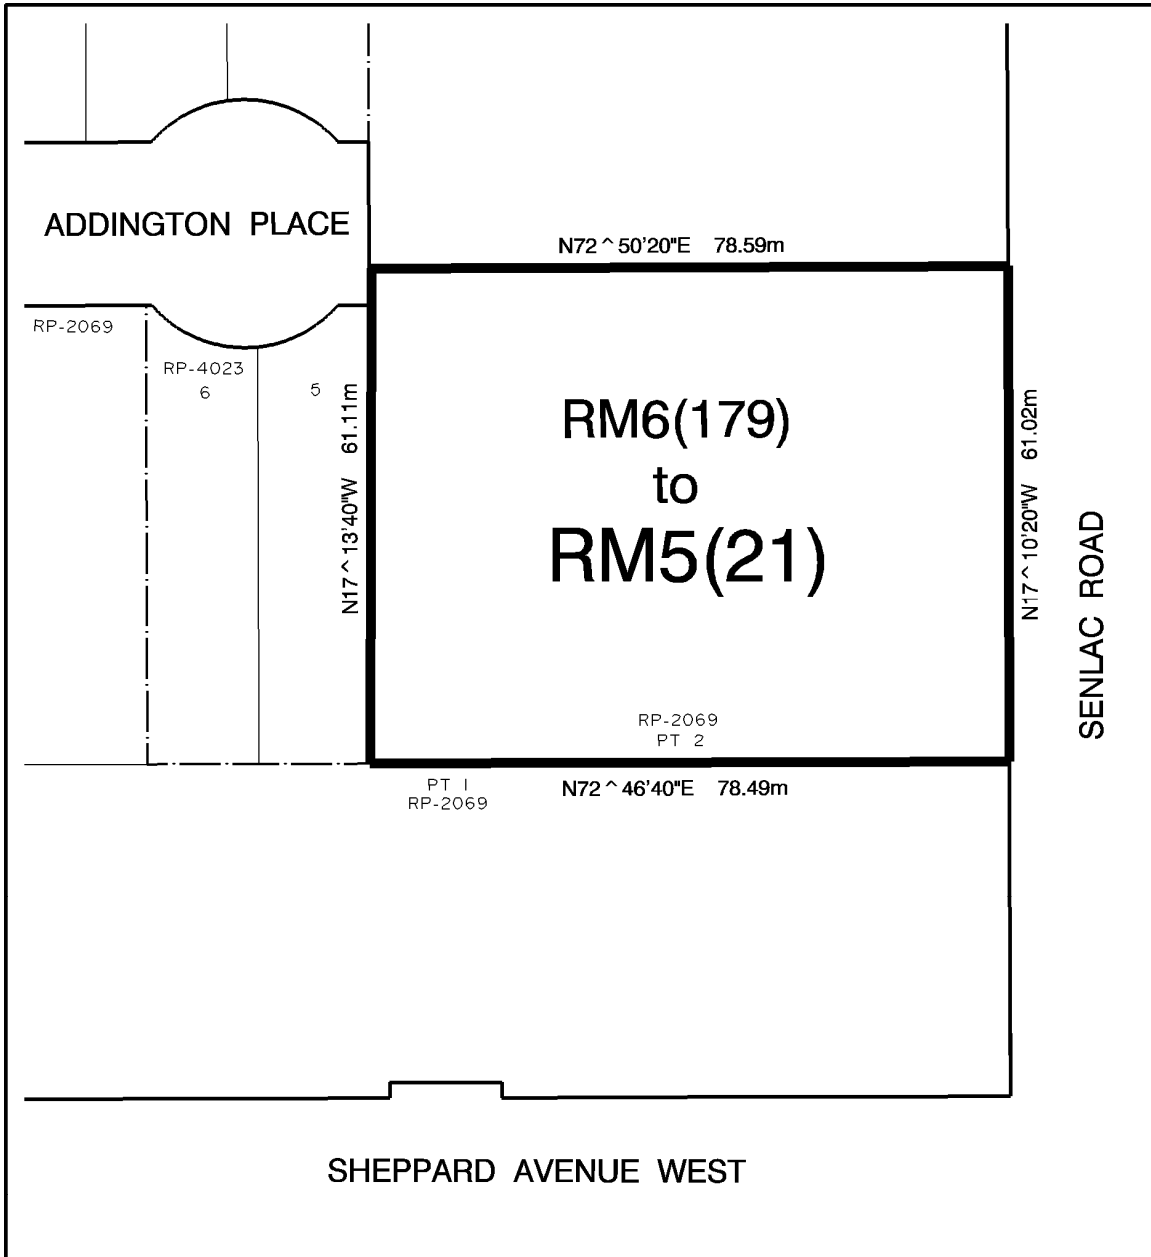 ADDINGTON PLACE
N72^50'20"E 78.59m
RP-2069
RP-4023
6
5
N17^13'40"W 61.11m
RM6(179)
to
RM5(21)
N17^10'20"W 61.02m
SENLAC ROAD
RP-2069
PT 2
PT 1
RP-2069
N72^46'40"E 78.49m
SHEPPARD AVENUE WEST